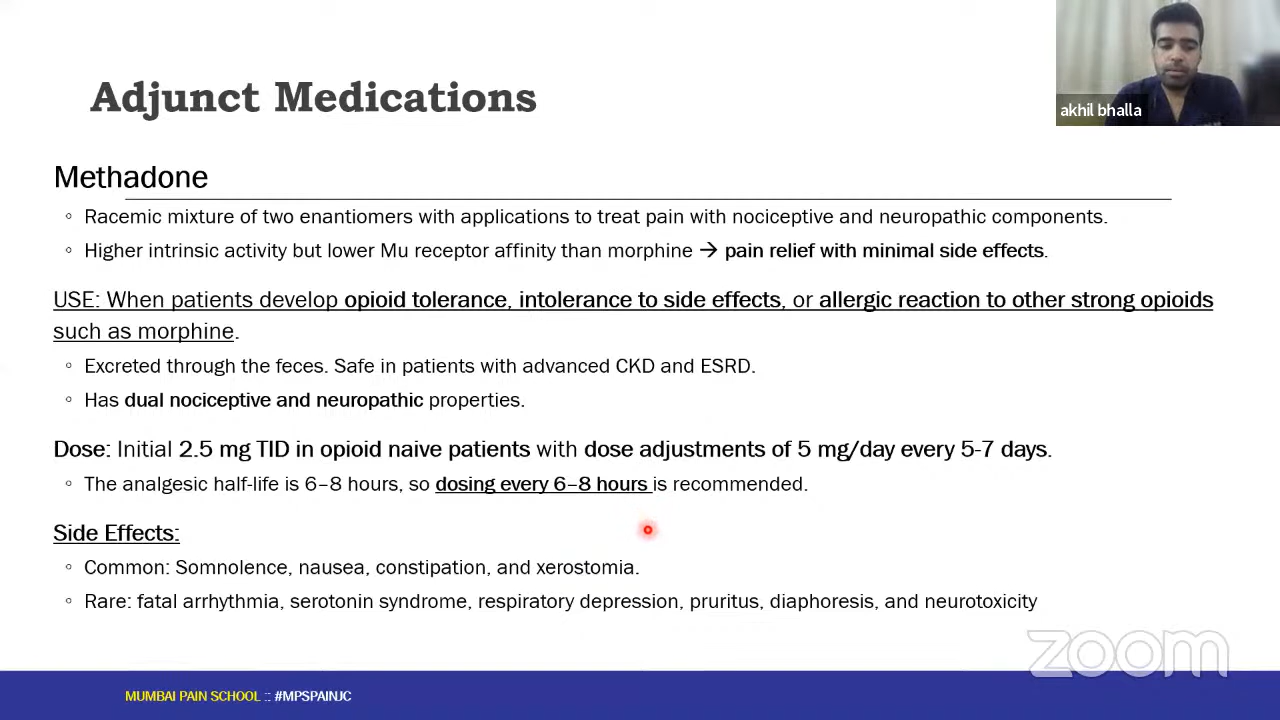 Adjunct Medications
akhil bhalla
Methadone
◦ Racemic mixture of two enantiomers with applications to treat pain with nociceptive and neuropathic components.
◦ Higher intrinsic activity but lower Mu receptor affinity than morphine → pain relief with minimal side effects.
USE: When patients develop opioid tolerance, intolerance to side effects, or allergic reaction to other strong opioids
such as morphine.
◦ Excreted through the feces. Safe in patients with advanced CKD and ESRD.
◦ Has dual nociceptive and neuropathic properties.
Dose: Initial 2.5 mg TID in opioid naive patients with dose adjustments of 5 mg/day every 5-7 days.
◦ The analgesic half-life is 6–8 hours, so dosing every 6–8 hours is recommended.
Side Effects:
◦ Common: Somnolence, nausea, constipation, and xerostomia.
◦ Rare: fatal arrhythmia, serotonin syndrome, respiratory depression, pruritus, diaphoresis, and neurotoxicity
zoom
MUMBAI PAIN SCHOOL :: #MPSPAINJC